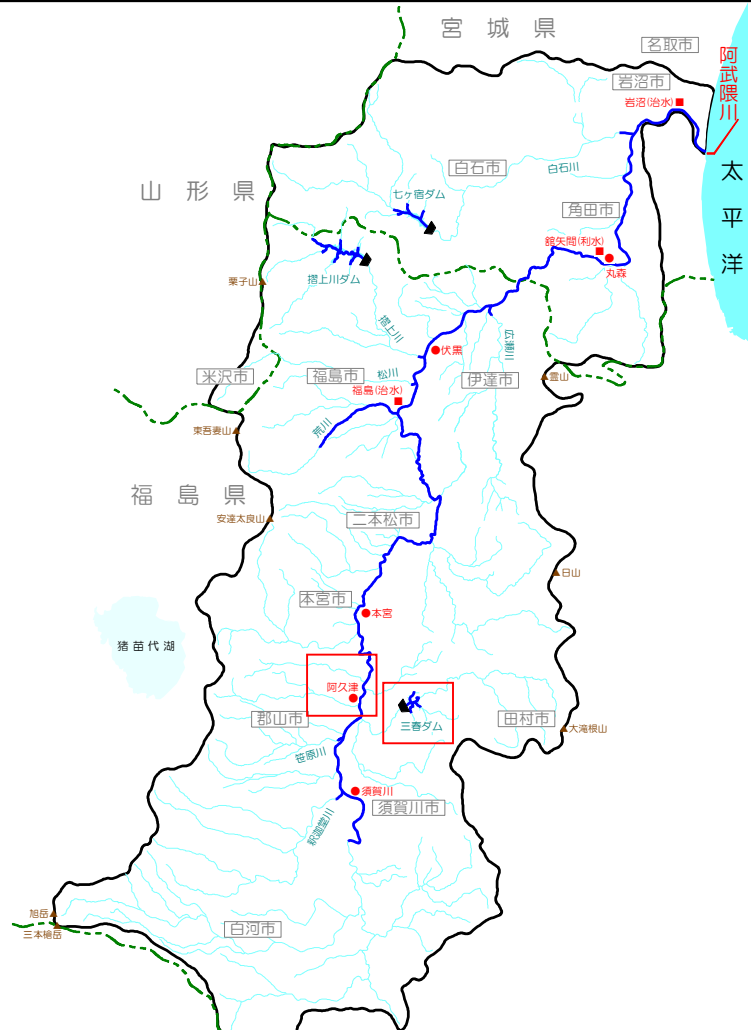 宮城県
名取市
阿武隈川
岩沼市
岩沼(治水)
太平洋
白石市
白石川
山形県
七ヶ宿ダム
角田市
舘矢間(利水)
丸森
摺上川ダム
栗子山
摺上川
広瀬川
伏黒
米沢市
福島市
松川
伊達市
霊山
福島(治水)
荒川
東吾妻山
福島県
安達太良山
二本松市
日山
本宮市
本宮
猪苗代湖
阿久津
郡山市
三春ダム
田村市
大滝根山
笹原川
須賀川
須賀川市
釈迦堂川
旭岳
三本槍岳
白河市